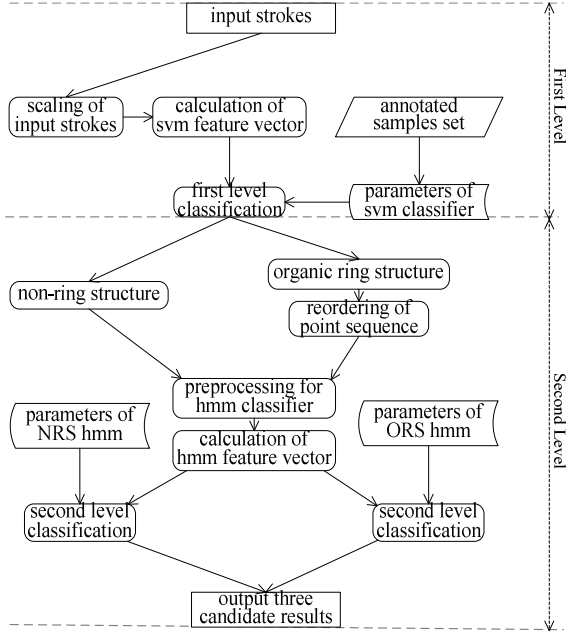 input strokes
scaling of
input strokes
calculation of
svm feature vector
annotated
samples set
first level
classification
parameters of
svm classifier
First Level
non-ring structure
organic ring structure
reordering of
point sequence
preprocessing for
hmm classifier
parameters of
NRS hmm
calculation of
hmm feature vector
parameters of
ORS hmm
second level
classification
second level
classification
output three
candidate results
Second Level